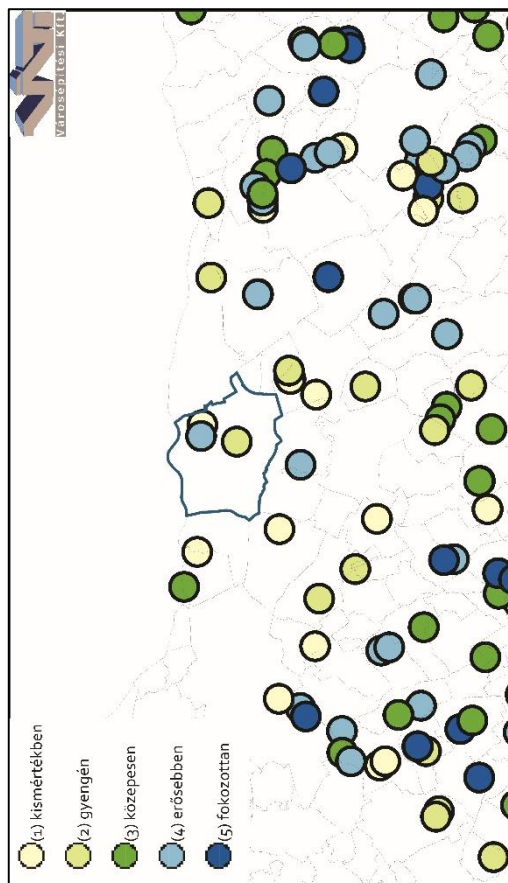 Városépítési Kft.
(1) kismértékben
(2) gyengén
(3) közepesen
(4) erősebben
(5) fokozottan